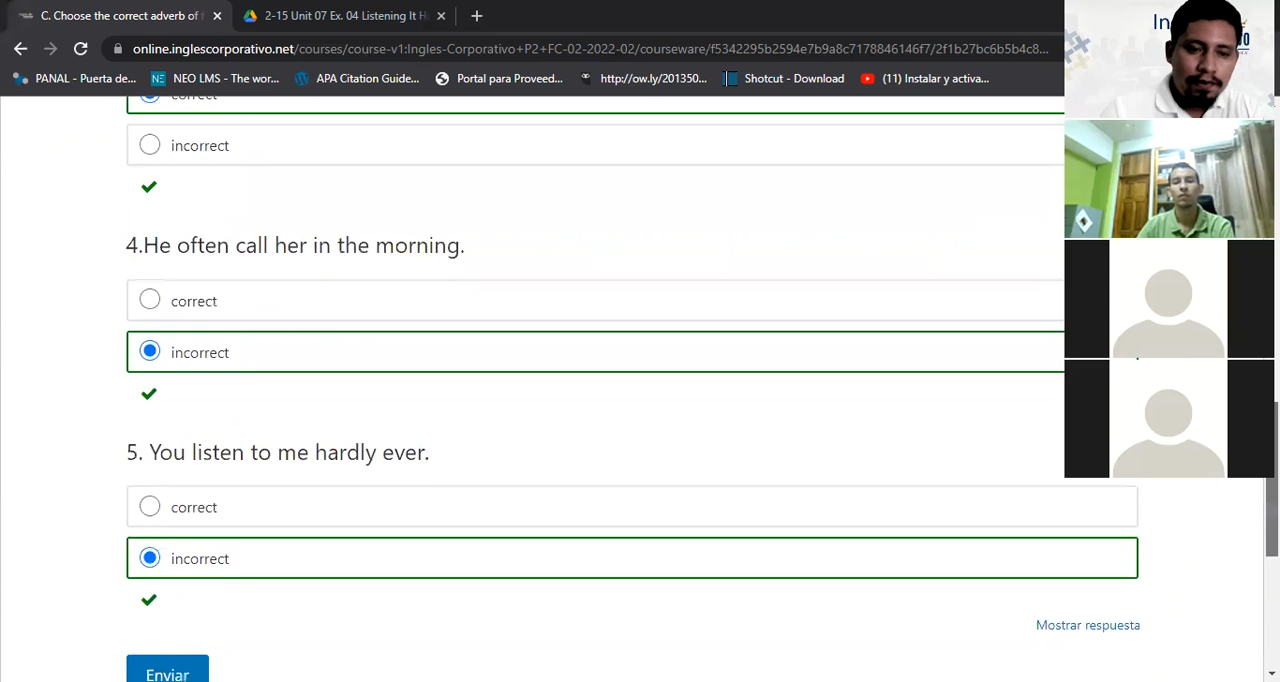 C. Choose the correct adverb of f
2-15 Unit 07 Ex. 04 Listening It H
online.inglescorporativo.net/courses/course-v1:Ingles-Corporativo+P2+FC-02-2022-02/courseware/f5342295b2594e7b9a8c7178846146f7/2f1b27bc6b5b4c8...
PANAL - Puerta de...
NEO LMS - The wor...
APA Citation Guide...
Portal para Proveed...
http://ow.ly/201350...
Shotcut - Download
(11) Instalar y activa...
correct
incorrect
4.He often call her in the morning.
correct
incorrect
5. You listen to me hardly ever.
correct
incorrect
Mostrar respuesta
Enviar